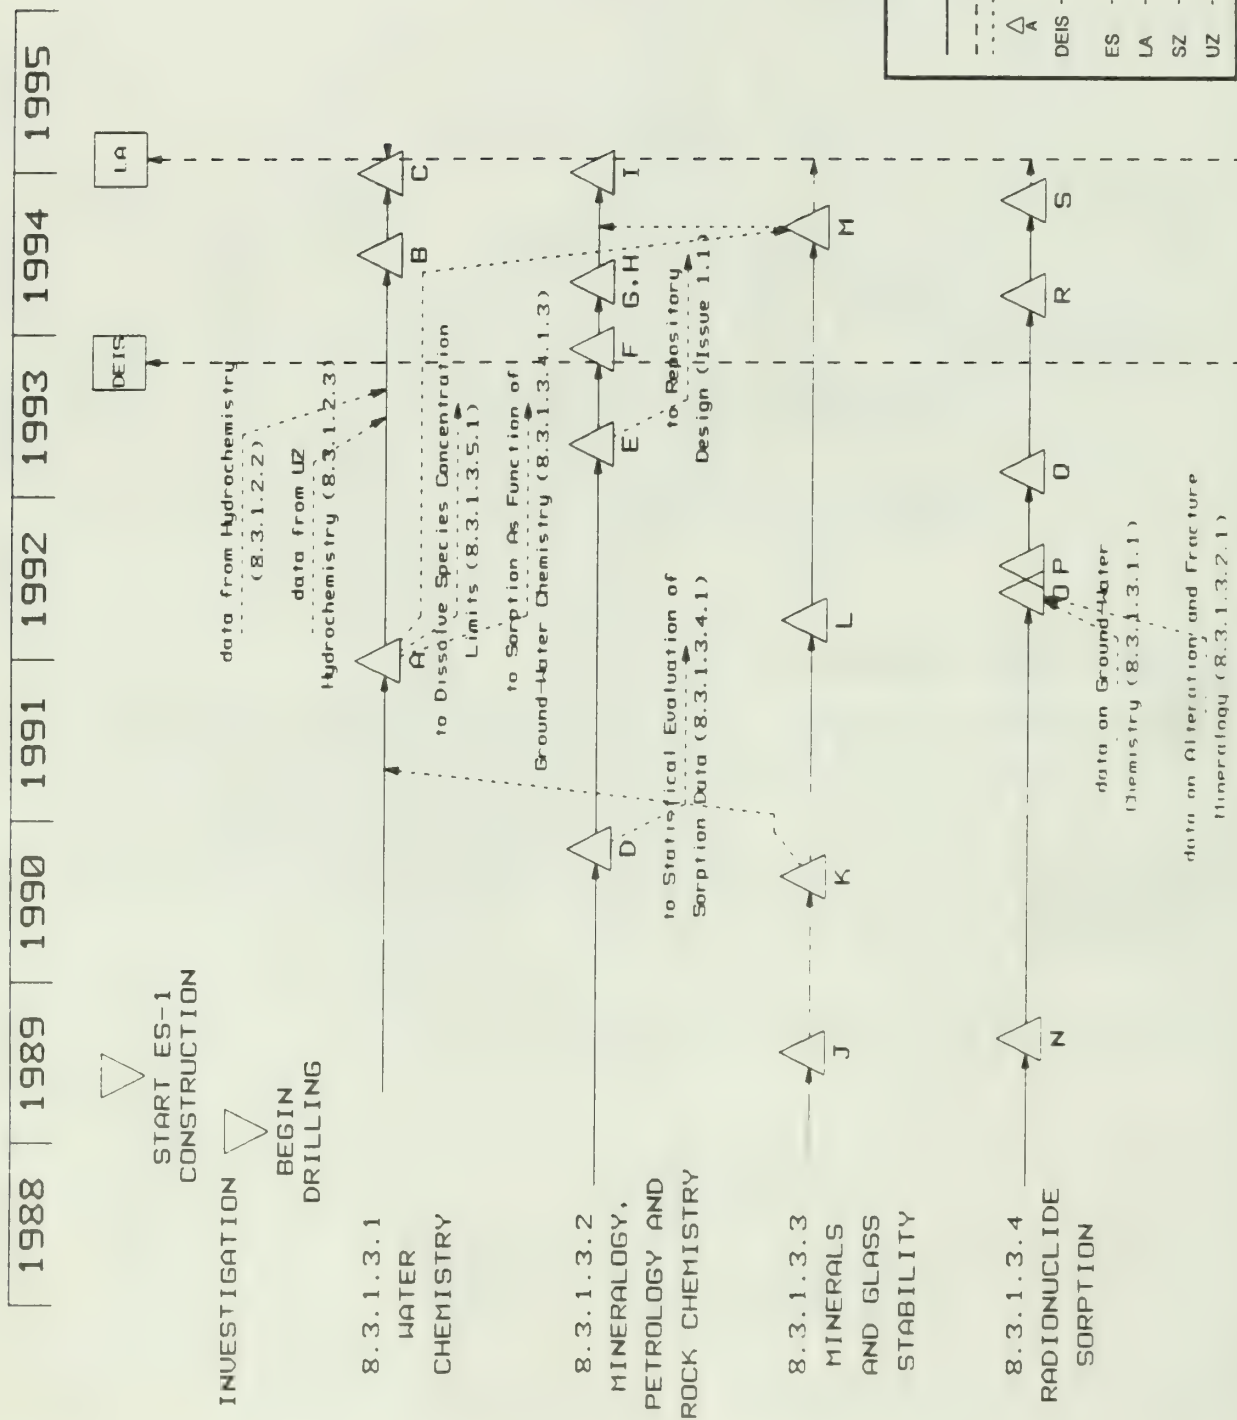 1988 1989 1990 1991 1992 1993 1994 1995
START ES-1
CONSTRUCTION
DEIS
LA
INVESTIGATION
BEGIN
DRILLING
data from Hydrochemistry
(8.3.1.2.2)
data from UZ
Hydrochemistry (8.3.1.2.3)
8.3.1.3.1
WATER
CHEMISTRY
A
B
C
to Dissolve Species Concentration
Limits (8.3.1.3.5.1)
to Sorption As Function of
Ground-Water Chemistry (8.3.1.3.4.1.3)
8.3.1.3.2
MINERALOGY,
PETROLOGY AND
ROCK CHEMISTRY
D
E
F
G,H
I
to Statistical Evaluation of
Sorption Data (8.3.1.3.4.1)
to Repository
Design (Issue 1.1)
8.3.1.3.3
MINERALS
AND GLASS
STABILITY
J
K
L
M
8.3.1.3.4
RADIONUCLIDE
SORPTION
N
O
P
Q
R
S
data on Ground-Water
Chemistry (8.3.1.3.1.1)
data on Alteration and Fracture
Mineralogy (8.3.1.3.2.1)
A
DEIS -
ES -
LA -
SZ -
UZ -